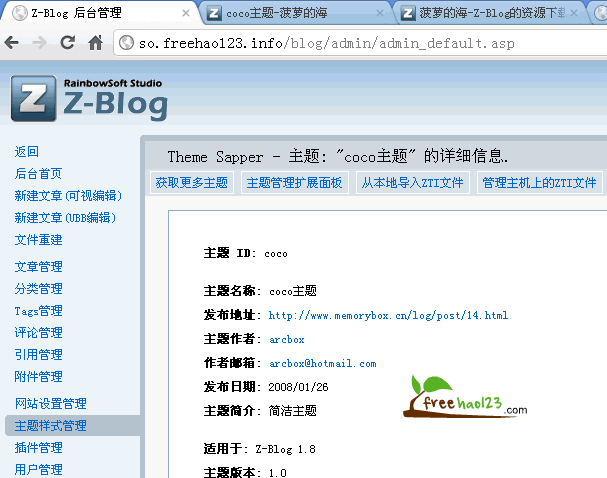 Z-Blog 后台管理
coco主题-菠萝的海
菠萝的海-Z-Blog的资源下载
so.freehao123.info/blog/admin/admin_default.asp
RainbowSoft Studio
Z-Blog
返回
后台首页
新建文章(可视编辑)
新建文章(UBB编辑)
文件重建
文章管理
分类管理
Tags管理
评论管理
引用管理
附件管理
网站设置管理
主题样式管理
插件管理
用户管理
Theme Sapper - 主题: "coco主题" 的详细信息.
获取更多主题 主题管理扩展面板 从本地导入ZTI文件 管理主机上的ZTI文件
主题 ID: coco
主题名称: coco主题
发布地址: http://www.memorybox.cn/log/post/14.html
主题作者: arcbox
作者邮箱: arcbox@hotmail.com
发布日期: 2008/01/26
主题简介: 简洁主题
适用于: Z-Blog 1.8
主题版本: 1.0
freehao123.com